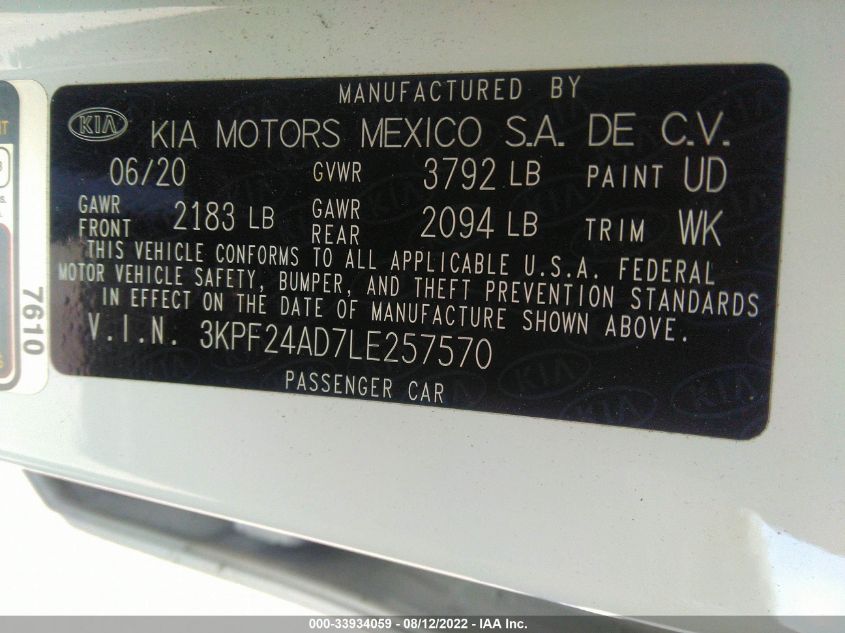 MANUFACTURED BY
KIA KIA MOTORS MEXICO S.A. DE C.V.
06/20 GVWR 3792 LB PAINT UD
GAWR FRONT 2183 LB GAWR REAR 2094 LB TRIM WK
THIS VEHICLE CONFORMS TO ALL APPLICABLE U.S.A. FEDERAL
MOTOR VEHICLE SAFETY, BUMPER, AND THEFT PREVENTION STANDARDS
IN EFFECT ON THE DATE OF MANUFACTURE SHOWN ABOVE.
V.I.N. 3KPF24AD7LE257570
PASSENGER CAR
7610
000-33934059 - 08/12/2022 - IAA Inc.